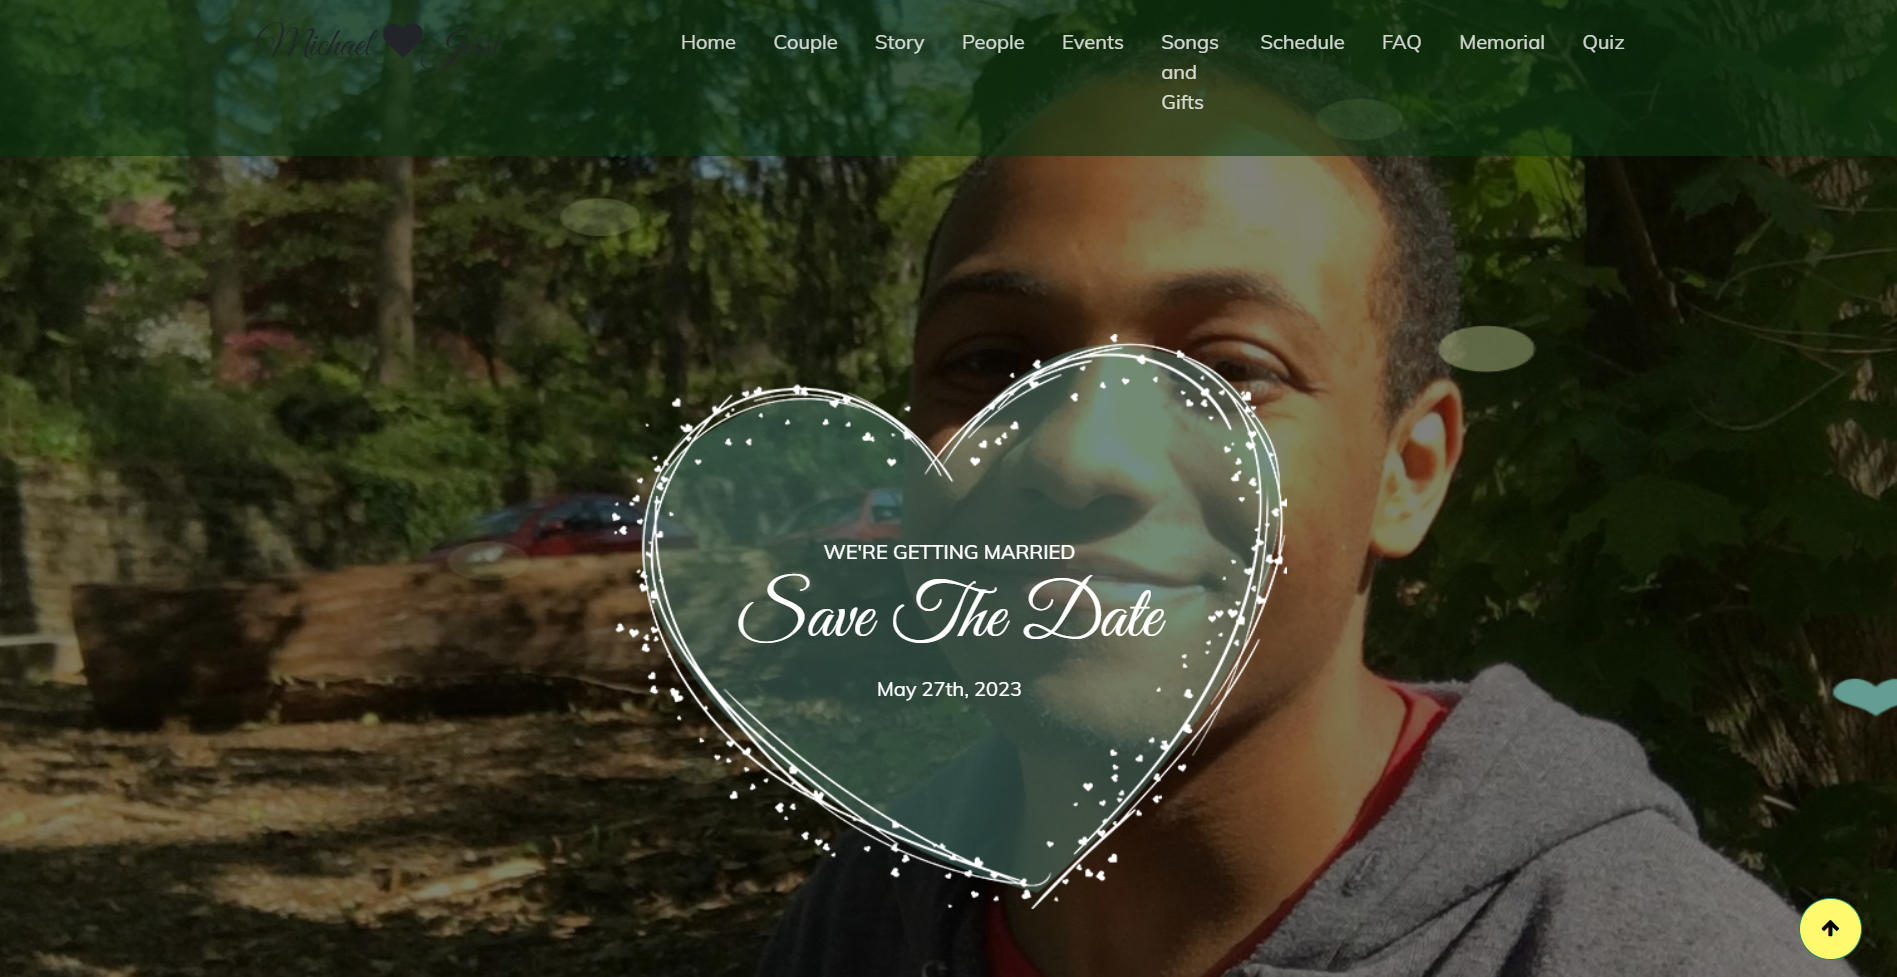 Michael
Home Couple Story People Events Songs and Gifts Schedule FAQ Memorial Quiz
WE'RE GETTING MARRIED
Save The Date
May 27th, 2023